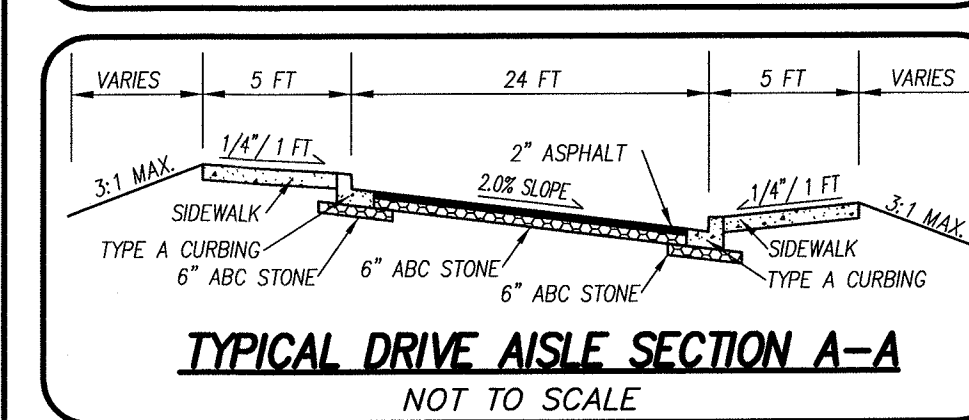 VARIES 5 FT 24 FT 5 FT VARIES
1/4"/ 1 FT
2" ASPHALT
3:1 MAX.
2.0% SLOPE
1/4"/ 1 FT
3:1 MAX.
SIDEWALK
SIDEWALK
TYPE A CURBING
TYPE A CURBING
6" ABC STONE
6" ABC STONE
6" ABC STONE
TYPICAL DRIVE AISLE SECTION A-A
NOT TO SCALE